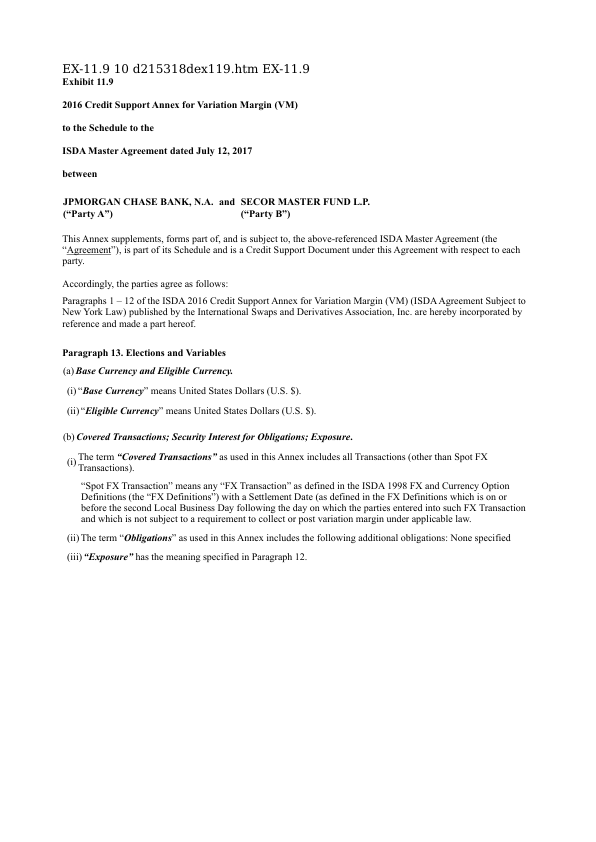 EX-11.9 10 d215318dex119.htm EX-11.9
Exhibit 11.9
2016 Credit Support Annex for Variation Margin (VM)
to the Schedule to the
ISDA Master Agreement dated July 12, 2017
between
JPMORGAN CHASE BANK, N.A. and SECOR MASTER FUND L.P.
(“Party A”) (“Party B”)
This Annex supplements, forms part of, and is subject to, the above-referenced ISDA Master Agreement (the
“Agreement”), is part of its Schedule and is a Credit Support Document under this Agreement with respect to each
party.
Accordingly, the parties agree as follows:
Paragraphs 1 – 12 of the ISDA 2016 Credit Support Annex for Variation Margin (VM) (ISDA Agreement Subject to
New York Law) published by the International Swaps and Derivatives Association, Inc. are hereby incorporated by
reference and made a part hereof.
Paragraph 13. Elections and Variables
(a) Base Currency and Eligible Currency.
(i) “Base Currency” means United States Dollars (U.S. $).
(ii) “Eligible Currency” means United States Dollars (U.S. $).
(b) Covered Transactions; Security Interest for Obligations; Exposure.
(i) The term “Covered Transactions” as used in this Annex includes all Transactions (other than Spot FX
Transactions).
“Spot FX Transaction” means any “FX Transaction” as defined in the ISDA 1998 FX and Currency Option
Definitions (the “FX Definitions”) with a Settlement Date (as defined in the FX Definitions which is on or
before the second Local Business Day following the day on which the parties entered into such FX Transaction
and which is not subject to a requirement to collect or post variation margin under applicable law.
(ii) The term “Obligations” as used in this Annex includes the following additional obligations: None specified
(iii) “Exposure” has the meaning specified in Paragraph 12.